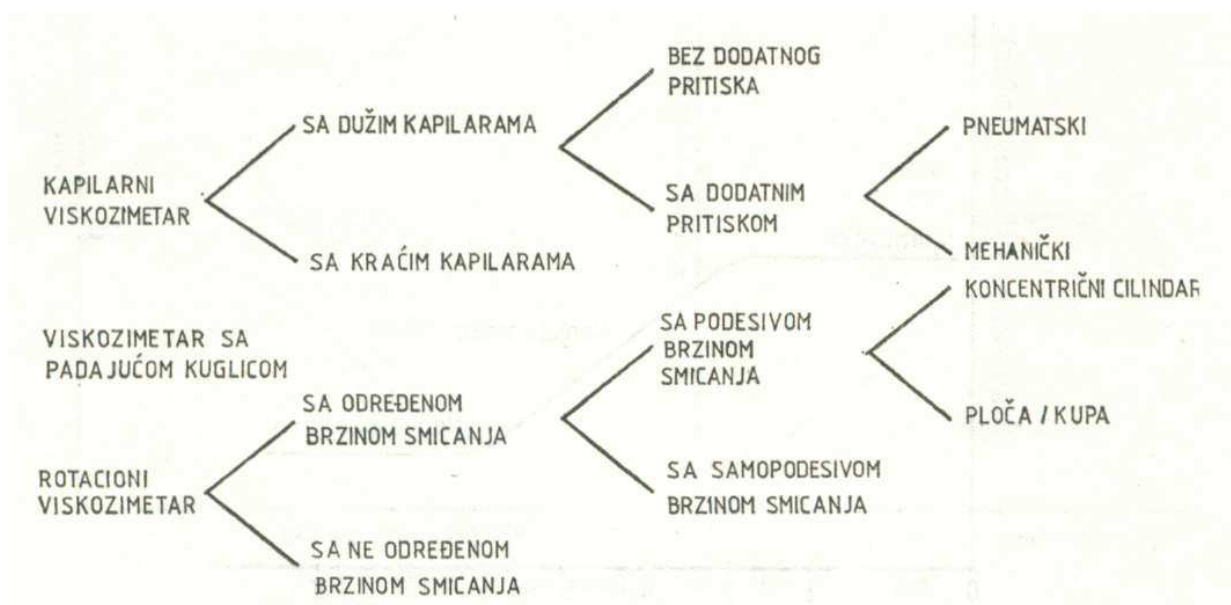 KAPILARNI
VISKOZIMETAR
SA DUŽIM KAPILARAMA
SA KRAĆIM KAPILARAMA
BEZ DODATNOG
PRITISKA
SA DODATNIM
PRITISKOM
PNEUMATSKI
MEHANIČKI
VISKOZIMETAR SA
PADAJUĆOM KUGLICOM
ROTACIONI
VISKOZIMETAR
SA ODREĐENOM
BRZINOM SMICANJA
SA NE ODREĐENOM
BRZINOM SMICANJA
SA PODESIVOM
BRZINOM
SMICANJA
SA SAMOPODESIVOM
BRZINOM SMICANJA
KONCENTRIČNI CILINDAR
PLOČA / KUPA